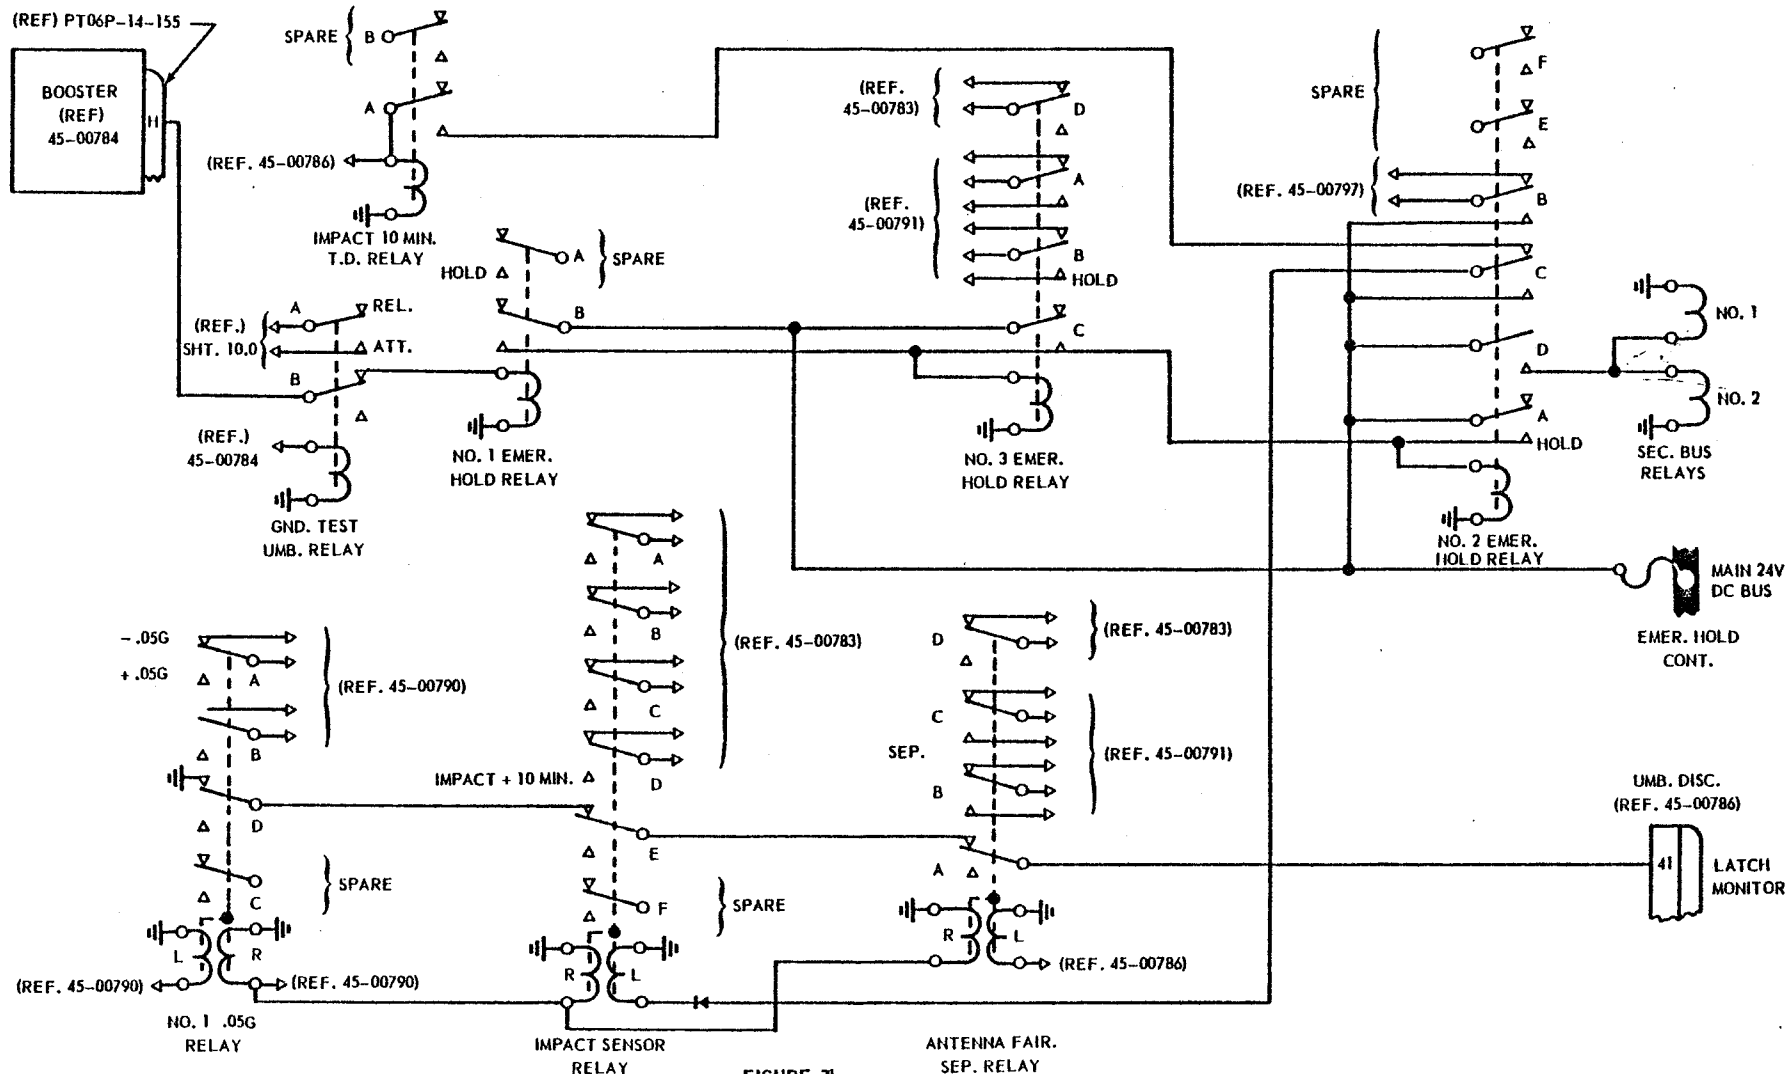 (REF) PT06P-14-155
BOOSTER
(REF)
45-00784
H
SPARE
B
A
(REF. 45-00786)
IMPACT 10 MIN.
T.D. RELAY
HOLD
A
SPARE
B
NO. 1 EMER.
HOLD RELAY
A
REL.
(REF.)
SHT. 10.0
ATT.
B
(REF.)
45-00784
GND. TEST
UMB. RELAY
(REF.
45-00783)
D
(REF.
45-00791)
A
B
HOLD
C
NO. 3 EMER.
HOLD RELAY
SPARE
F
E
(REF. 45-00797)
B
C
D
A
HOLD
NO. 2 EMER.
HOLD RELAY
NO. 1
NO. 2
SEC. BUS
RELAYS
MAIN 24V
DC BUS
EMER. HOLD
CONT.
- .05G
+ .05G
A
B
(REF. 45-00790)
D
C
SPARE
L
R
(REF. 45-00790)
(REF. 45-00790)
NO. 1 .05G
RELAY
A
B
C
D
(REF. 45-00783)
IMPACT + 10 MIN.
E
F
SPARE
R
L
IMPACT SENSOR
RELAY
D
(REF. 45-00783)
C
SEP.
B
(REF. 45-00791)
A
R
L
(REF. 45-00786)
ANTENNA FAIR.
SEP. RELAY
UMB. DISC.
(REF. 45-00786)
41
LATCH
MONITOR